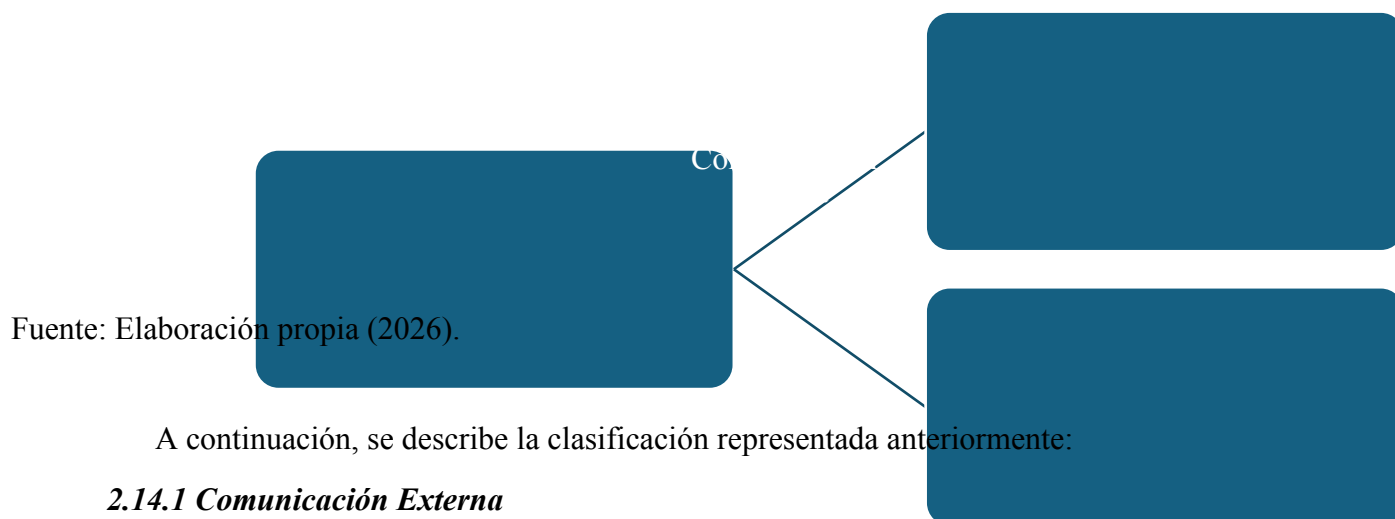 Fuente: Elaboración propia (2026).
A continuación, se describe la clasificación representada anteriormente:
2.14.1 Comunicación Externa